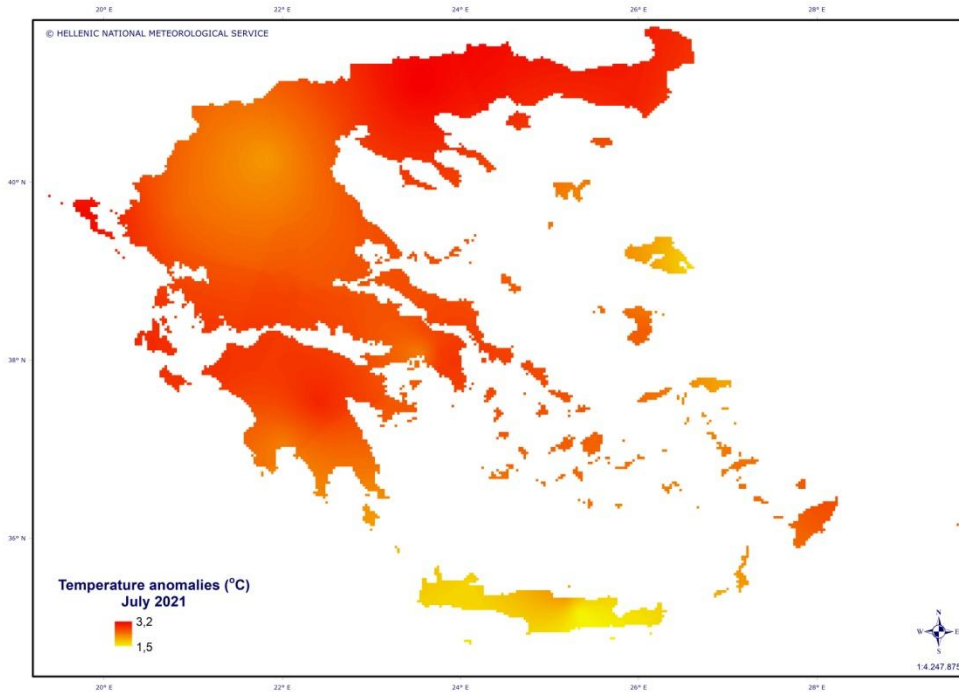 20° E 22° E 24° E 26° E 28° E
© HELLENIC NATIONAL METEOROLOGICAL SERVICE
40° N
38° N
36° N
Temperature anomalies (°C)
July 2021
3,2
1,5
N
W E
S
1:4.247.875
20° E 22° E 24° E 26° E 28° E